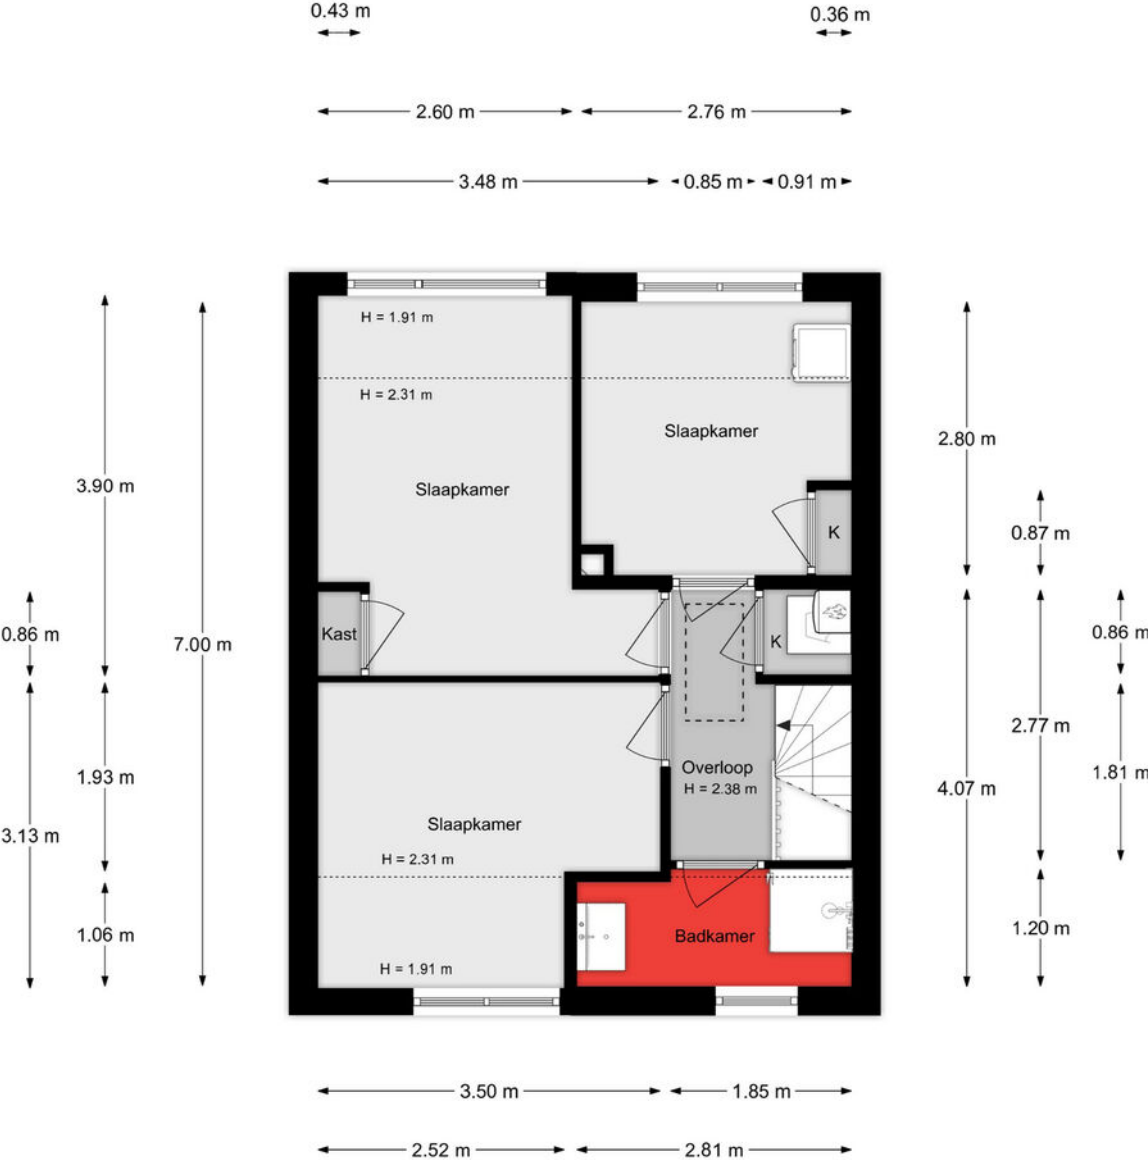 0.43 m
0.36 m
2.60 m
2.76 m
3.48 m
0.85 m
0.91 m
H = 1.91 m
H = 2.31 m
Slaapkamer
Slaapkamer
2.80 m
3.90 m
K
0.87 m
Kast
K
0.86 m
7.00 m
0.86 m
Overloop
H = 2.38 m
2.77 m
1.93 m
1.81 m
4.07 m
3.13 m
Slaapkamer
H = 2.31 m
1.06 m
Badkamer
1.20 m
H = 1.91 m
3.50 m
1.85 m
2.52 m
2.81 m